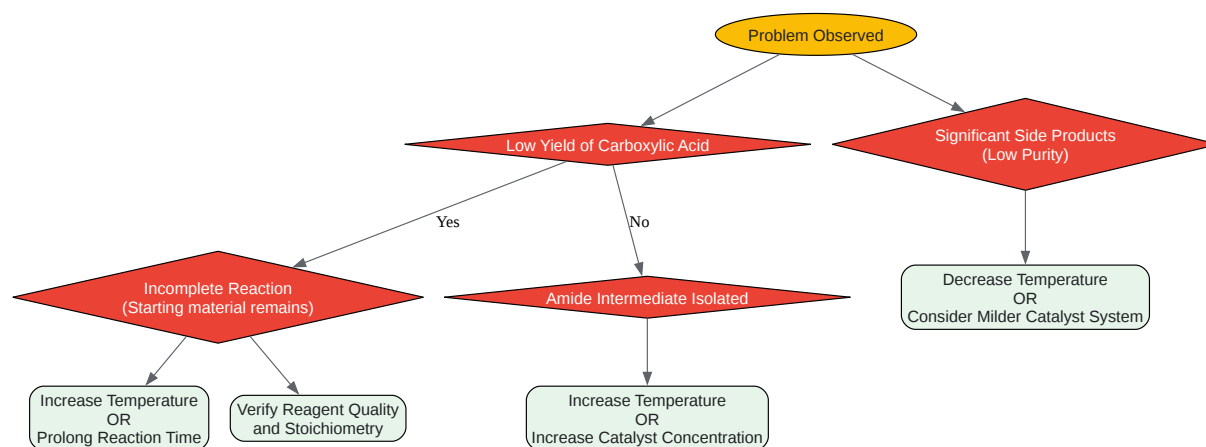 Problem Observed
Low Yield of Carboxylic Acid
Significant Side Products
(Low Purity)
Yes
No
Incomplete Reaction
(Starting material remains)
Amide Intermediate Isolated
Decrease Temperature
OR
Consider Milder Catalyst System
Increase Temperature
OR
Prolong Reaction Time
Verify Reagent Quality
and Stoichiometry
Increase Temperature
OR
Increase Catalyst Concentration